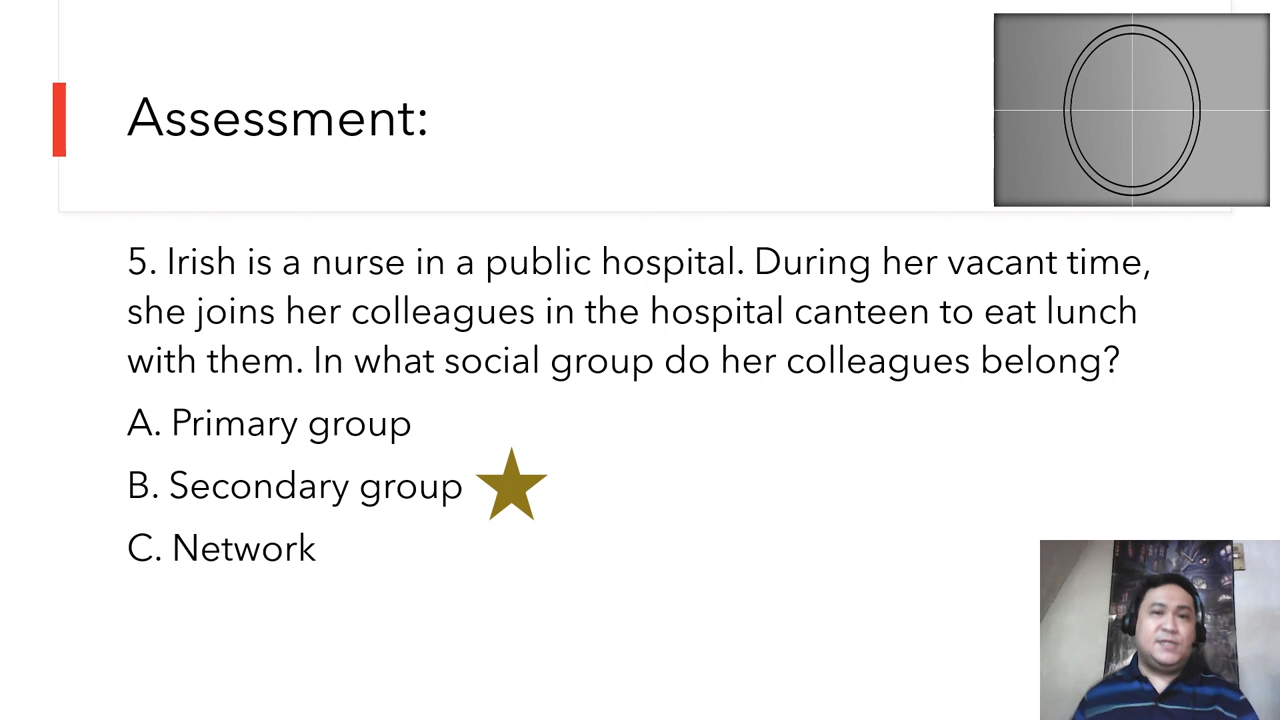 Assessment:
5. Irish is a nurse in a public hospital. During her vacant time,
she joins her colleagues in the hospital canteen to eat lunch
with them. In what social group do her colleagues belong?
A. Primary group
B. Secondary group
C. Network